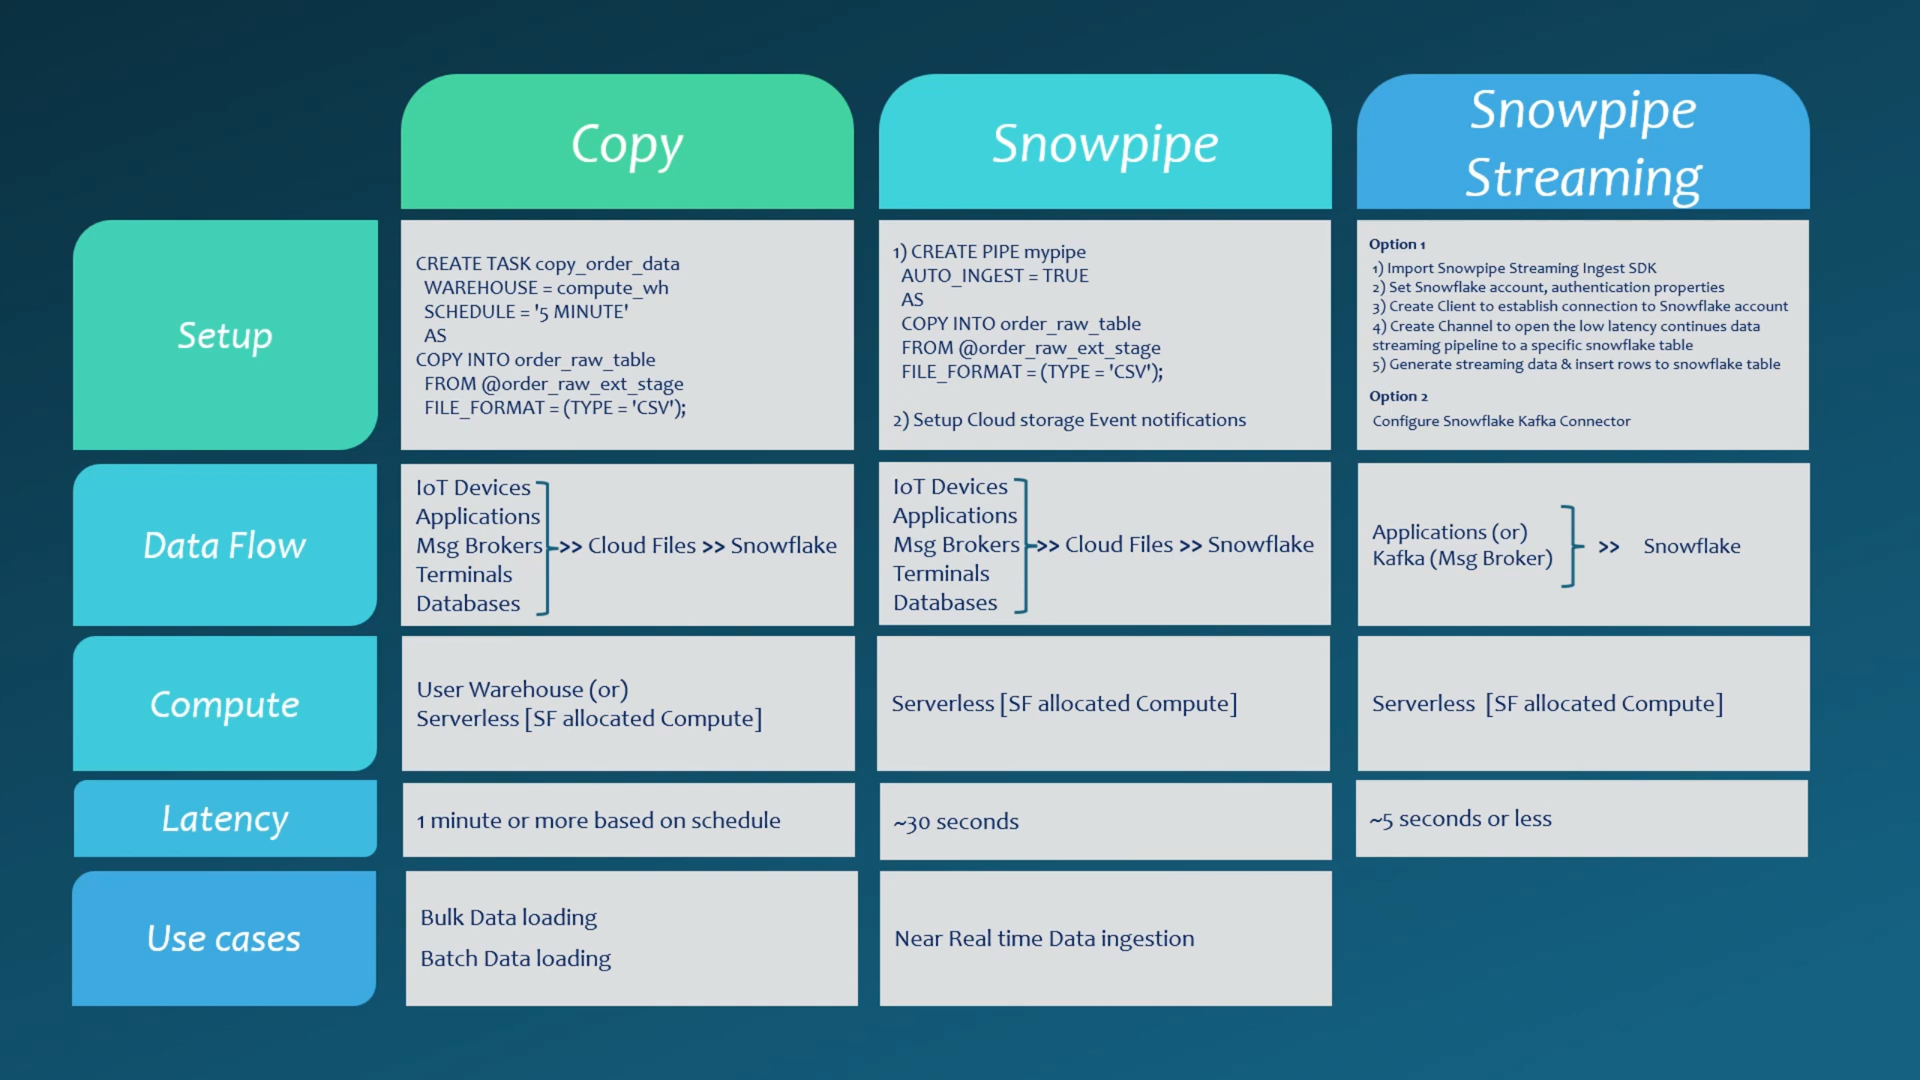 Copy
Snowpipe
Snowpipe
Streaming
Setup
CREATE TASK copy_order_data
WAREHOUSE = compute_wh
SCHEDULE = '5 MINUTE'
AS
COPY INTO order_raw_table
FROM @order_raw_ext_stage
FILE_FORMAT = (TYPE = 'CSV');
1) CREATE PIPE mypipe
AUTO_INGEST = TRUE
AS
COPY INTO order_raw_table
FROM @order_raw_ext_stage
FILE_FORMAT = (TYPE = 'CSV');
2) Setup Cloud storage Event notifications
Option 1
1) Import Snowpipe Streaming Ingest SDK
2) Set Snowflake account, authentication properties
3) Create Client to establish connection to Snowflake account
4) Create Channel to open the low latency continues data
streaming pipeline to a specific snowflake table
5) Generate streaming data & insert rows to snowflake table
Option 2
Configure Snowflake Kafka Connector
Data Flow
IoT Devices
Applications
Msg Brokers >> Cloud Files >> Snowflake
Terminals
Databases
IoT Devices
Applications
Msg Brokers >> Cloud Files >> Snowflake
Terminals
Databases
Applications (or)
Kafka (Msg Broker) >> Snowflake
Compute
User Warehouse (or)
Serverless [SF allocated Compute]
Serverless [SF allocated Compute]
Serverless [SF allocated Compute]
Latency
1 minute or more based on schedule
~30 seconds
~5 seconds or less
Use cases
Bulk Data loading
Batch Data loading
Near Real time Data ingestion